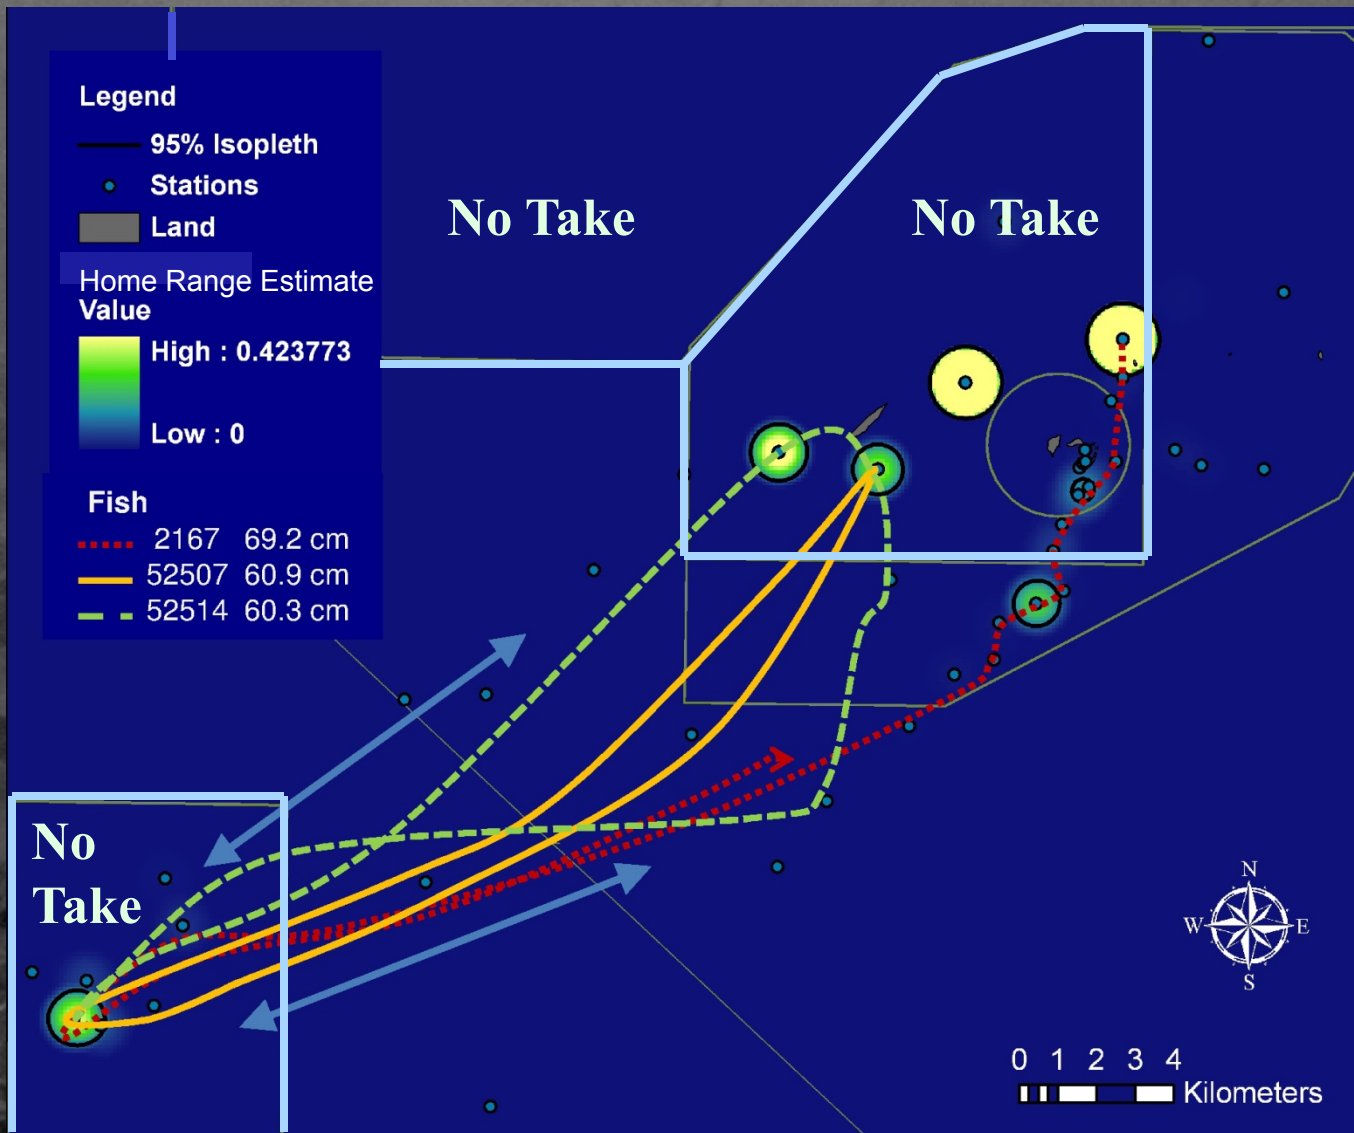 Legend
95% Isopleth
Stations
Land
Home Range Estimate
Value
High : 0.423773
Low : 0
Fish
2167 69.2 cm
52507 60.9 cm
52514 60.3 cm
No Take
No Take
No
Take
N
W E
S
0 1 2 3 4
Kilometers